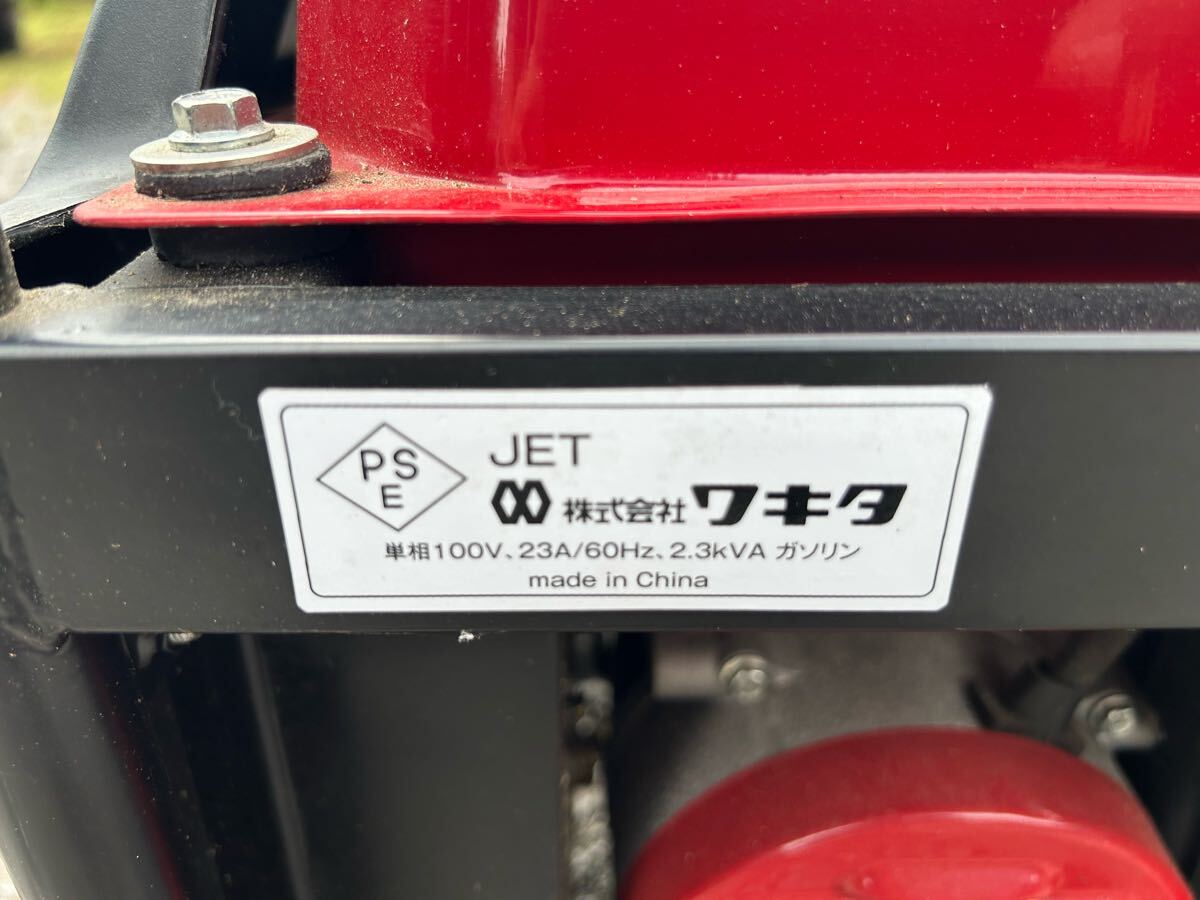 PS
E
JET
株式会社 ワキタ
単相100V、23A/60Hz、2.3kVA ガソリン
made in China